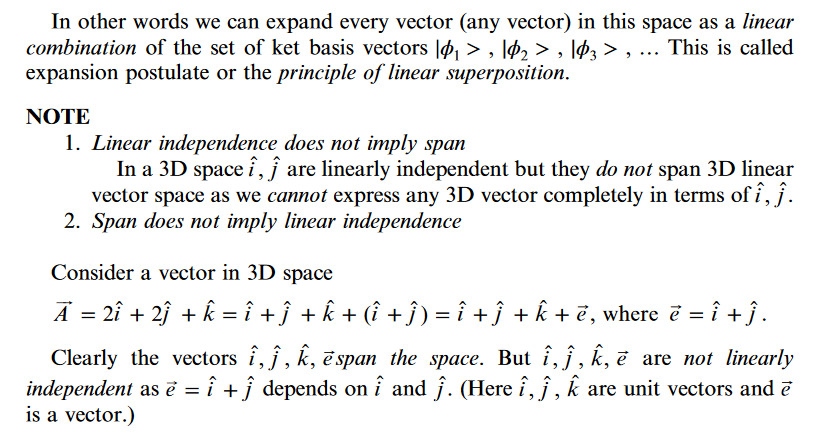 In other words we can expand every vector (any vector) in this space as a linear
combination of the set of ket basis vectors |ϕ₁ > , |ϕ₂ > , |ϕ₃ > , … This is called
expansion postulate or the principle of linear superposition.
NOTE
1. Linear independence does not imply span
In a 3D space î, ĵ are linearly independent but they do not span 3D linear
vector space as we cannot express any 3D vector completely in terms of î, ĵ.
2. Span does not imply linear independence
Consider a vector in 3D space
A⃗ = 2î + 2ĵ + k̂ = î + ĵ + k̂ + (î + ĵ) = î + ĵ + k̂ + e⃗, where e⃗ = î + ĵ.
Clearly the vectors î, ĵ, k̂, e⃗ span the space. But î, ĵ, k̂, e⃗ are not linearly
independent as e⃗ = î + ĵ depends on î and ĵ. (Here î, ĵ, k̂ are unit vectors and e⃗
is a vector.)